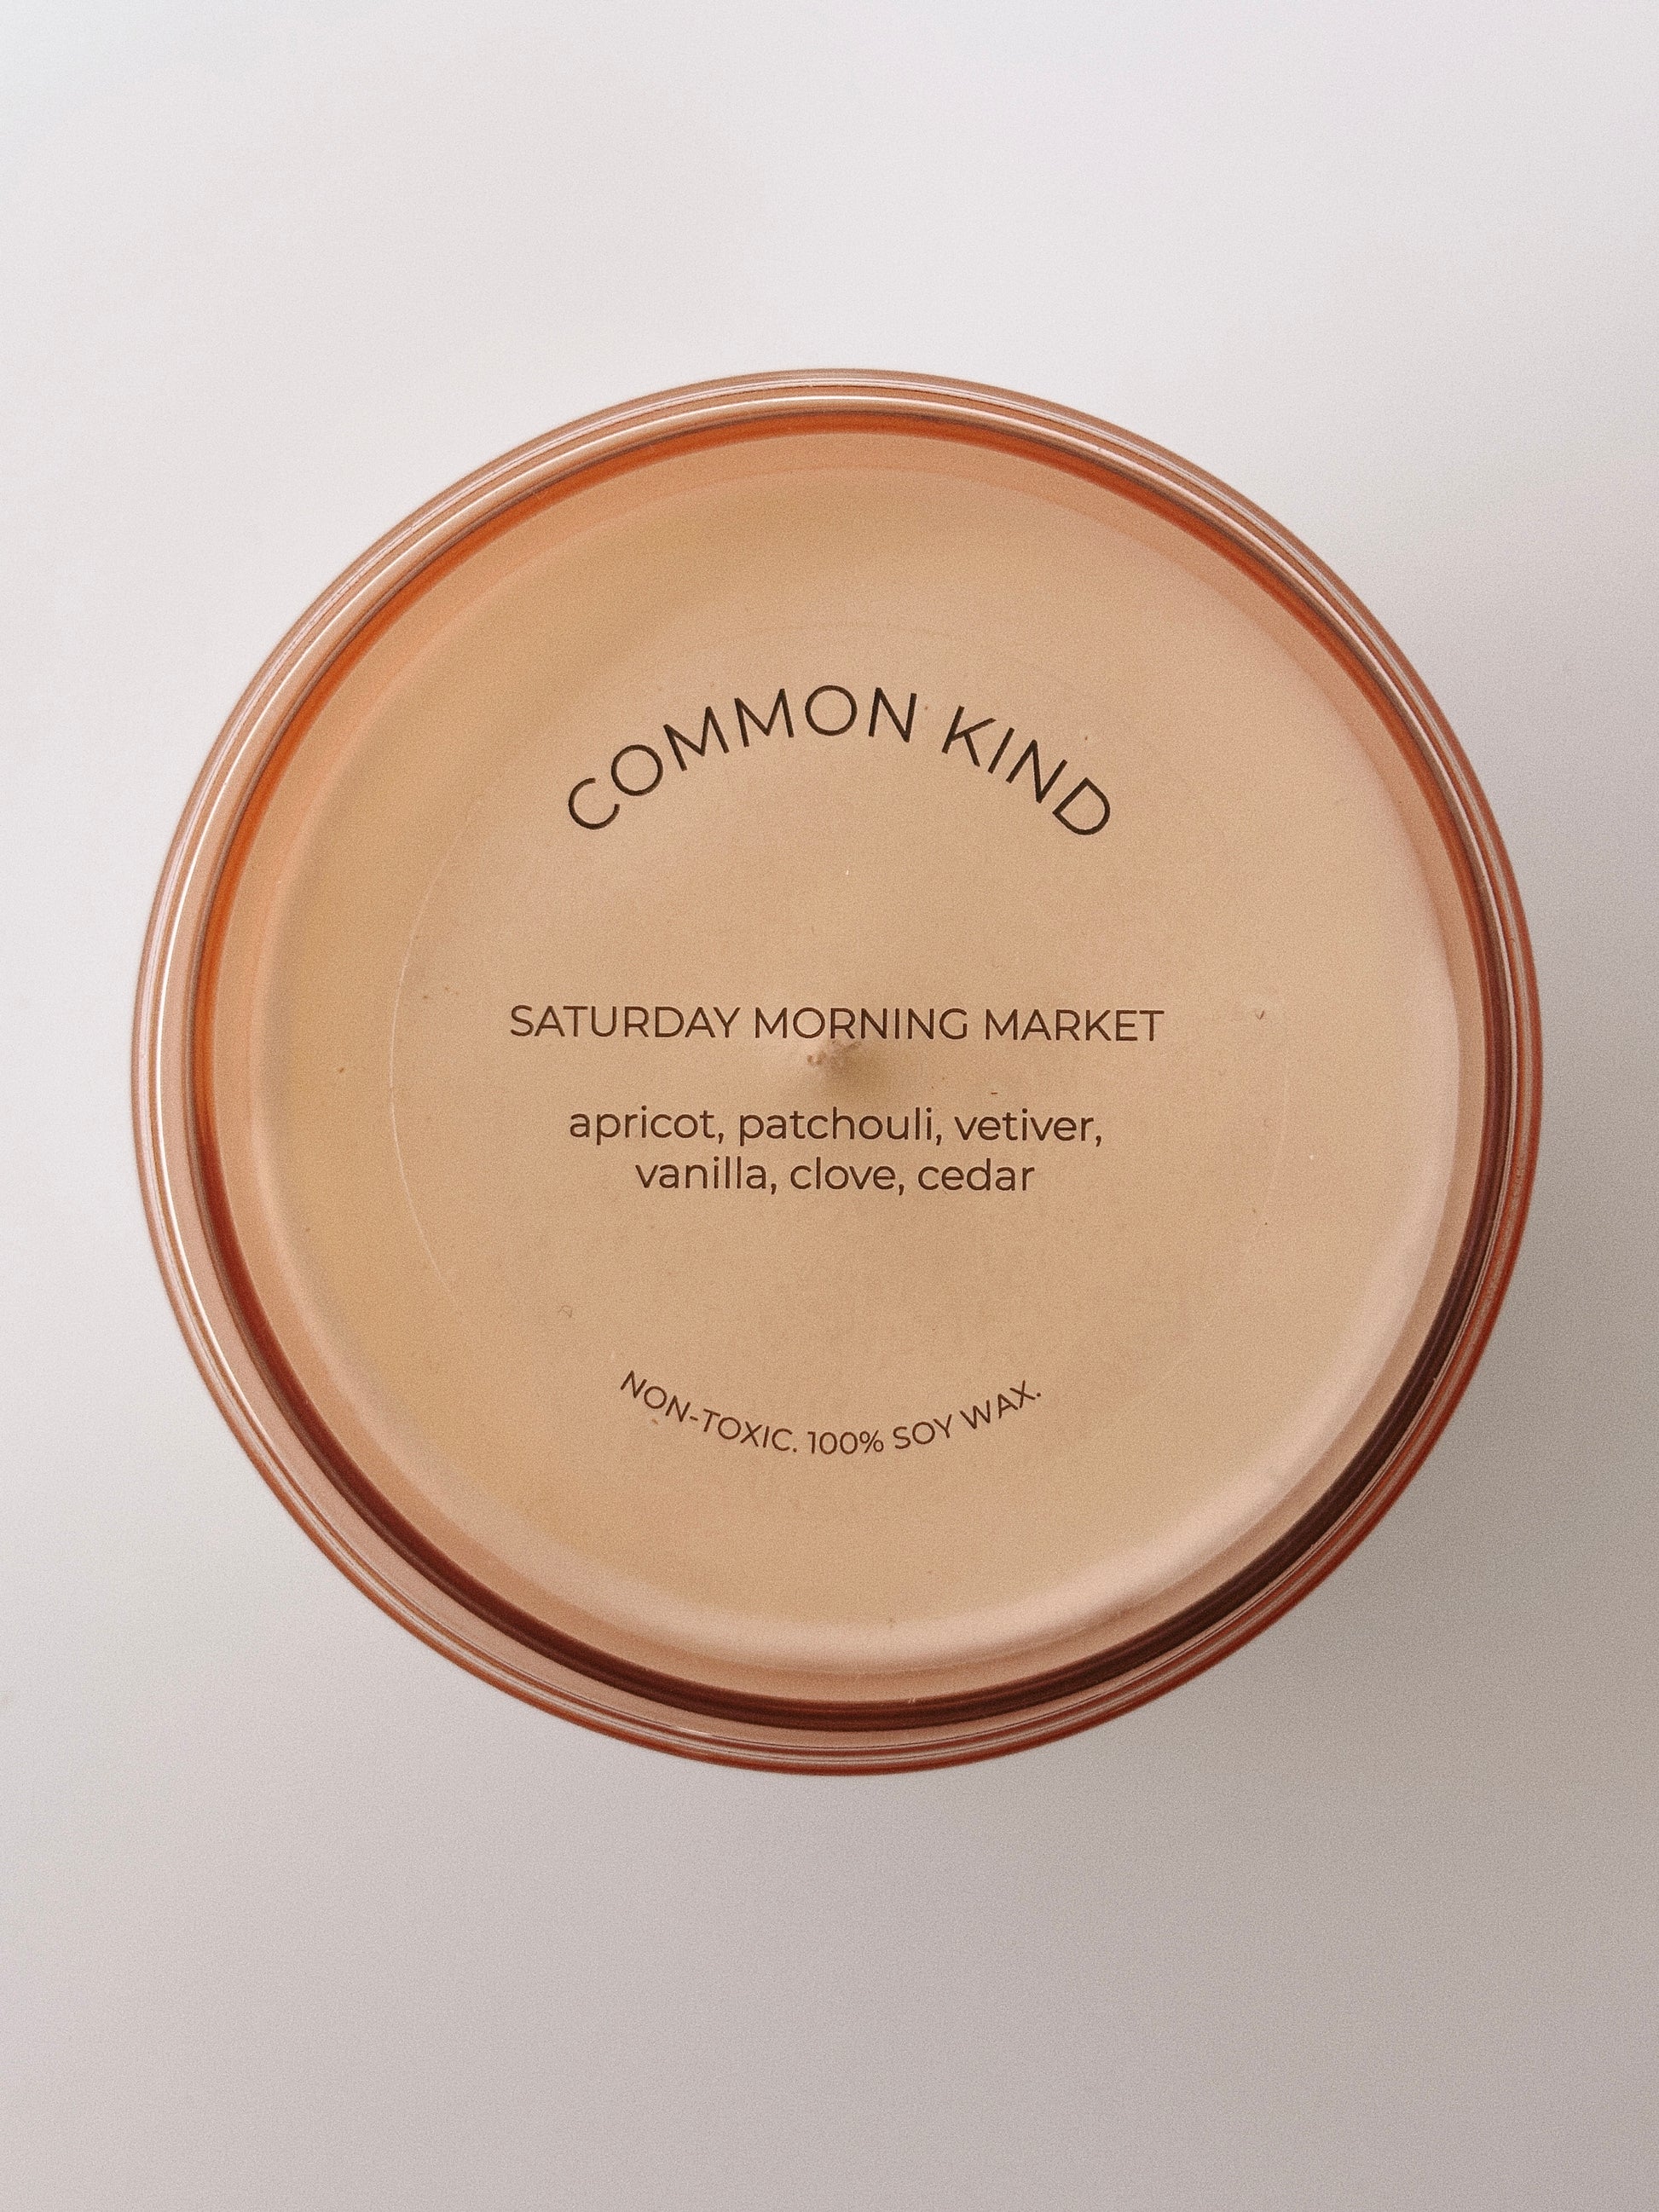 COMMON KIND
SATURDAY MORNING MARKET
apricot, patchouli, vetiver,
vanilla, clove, cedar
NON-TOXIC. 100% SOY WAX.